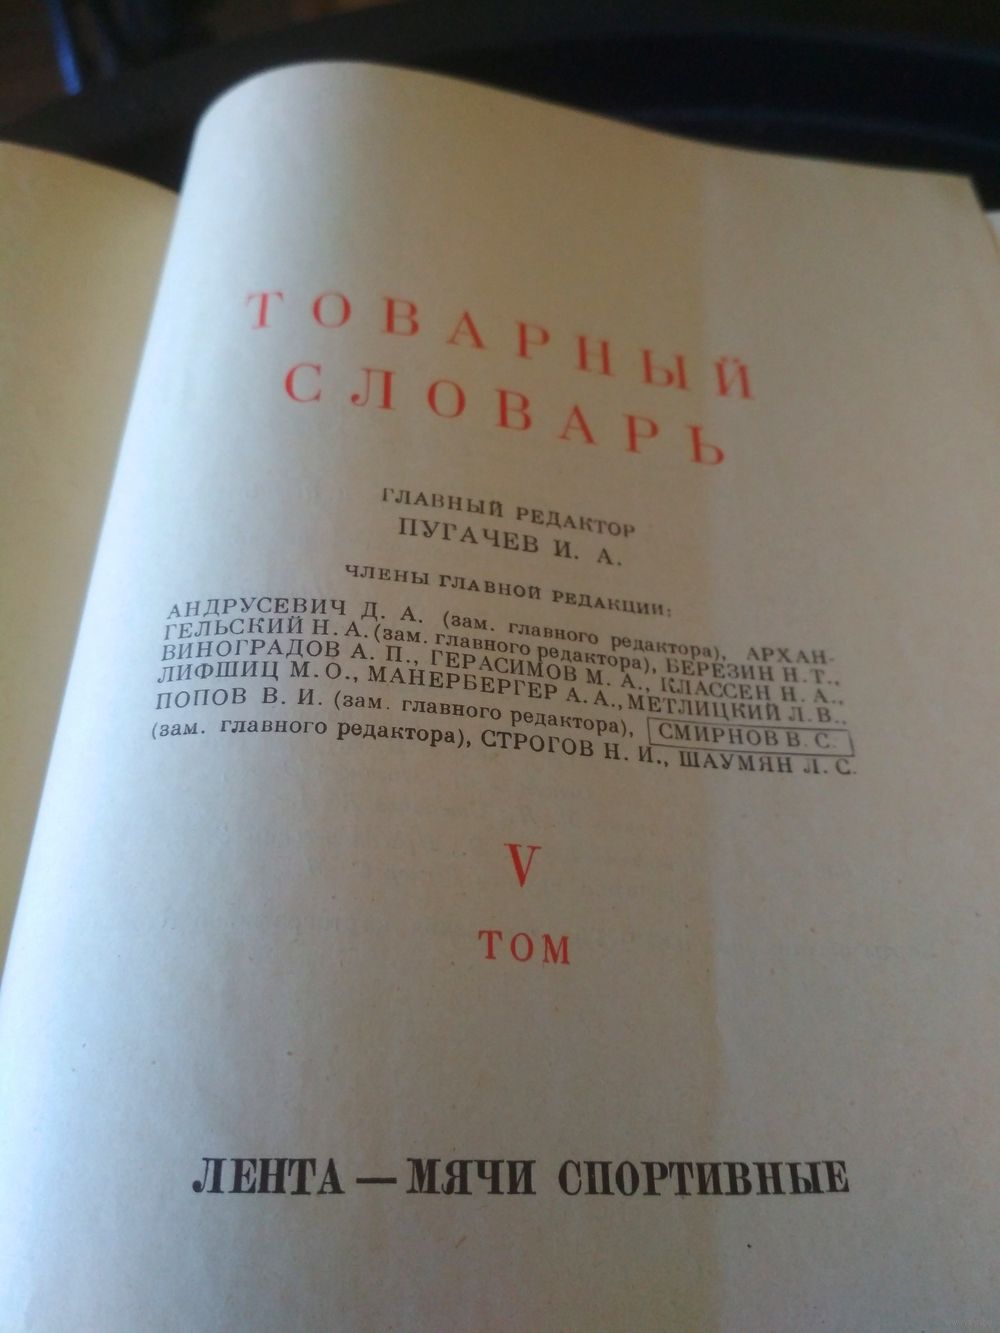 ТОВАРНЫЙ
СЛОВАРЬ
ГЛАВНЫЙ РЕДАКТОР
ПУГАЧЕВ И. А.
ЧЛЕНЫ ГЛАВНОЙ РЕДАКЦИИ:
АНДРУСЕВИЧ Д. А. (зам. главного редактора), АРХАН-
ГЕЛЬСКИЙ Н. А. (зам. главного редактора), БЕРЕЗИН Н. Т.,
ВИНОГРАДОВ А. П., ГЕРАСИМОВ М. А., КЛАССЕН Н. А.,
ЛИФШИЦ М. О., МАНЕРБЕРГЕР А. А., МЕТЛИЦКИЙ Л. В.,
ПОПОВ В. И. (зам. главного редактора), СМИРНОВ В. С.
(зам. главного редактора), СТРОГОВ Н. И., ШАУМЯН Л. С.
V
ТОМ
ЛЕНТА — МЯЧИ СПОРТИВНЫЕ